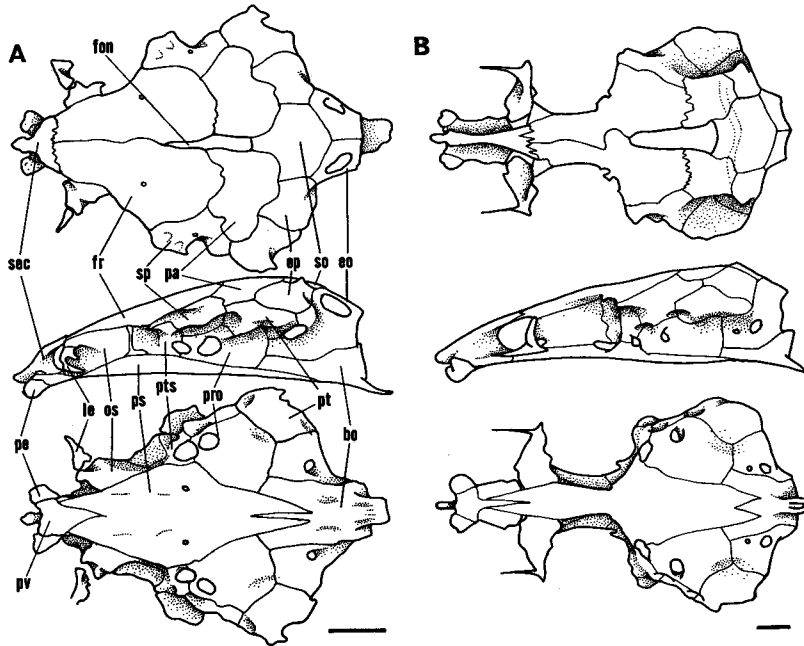 A
B
fon
sec fr sp pa ep so eo
pe le os ps pts pro pt bo
pv